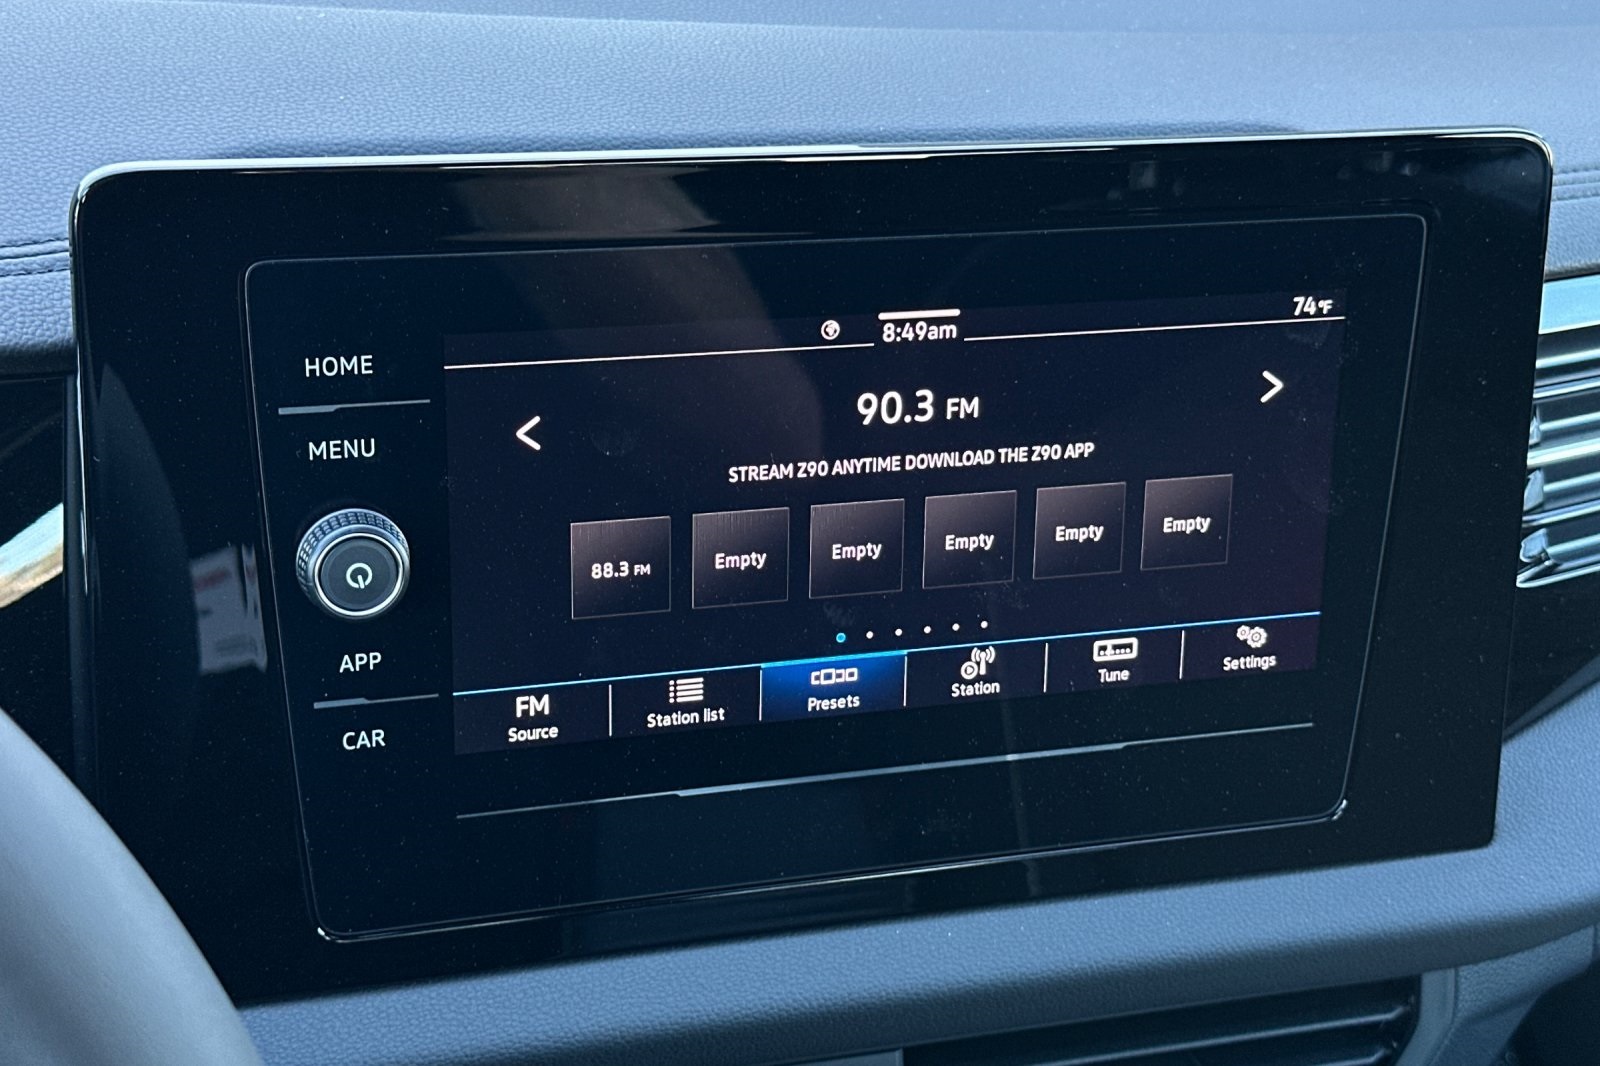 74°F
8:49am
HOME
MENU
APP
CAR
90.3 FM
STREAM Z90 ANYTIME DOWNLOAD THE Z90 APP
88.3 FM
Empty
Empty
Empty
Empty
Empty
FM
Source
Station list
Presets
Station
Tune
Settings